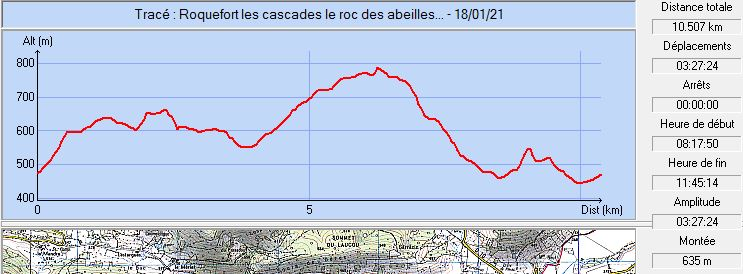 Tracé : Roquefort les cascades le roc des abeilles... - 18/01/21
Alt (m)
800
700
600
500
400
0
5
Dist (km)
Distance totale
10.507 km
Déplacements
03:27:24
Arrêts
00:00:00
Heure de début
08:17:50
Heure de fin
11:45:14
Amplitude
03:27:24
Montée
635 m
SONNET
DU LAUCOU